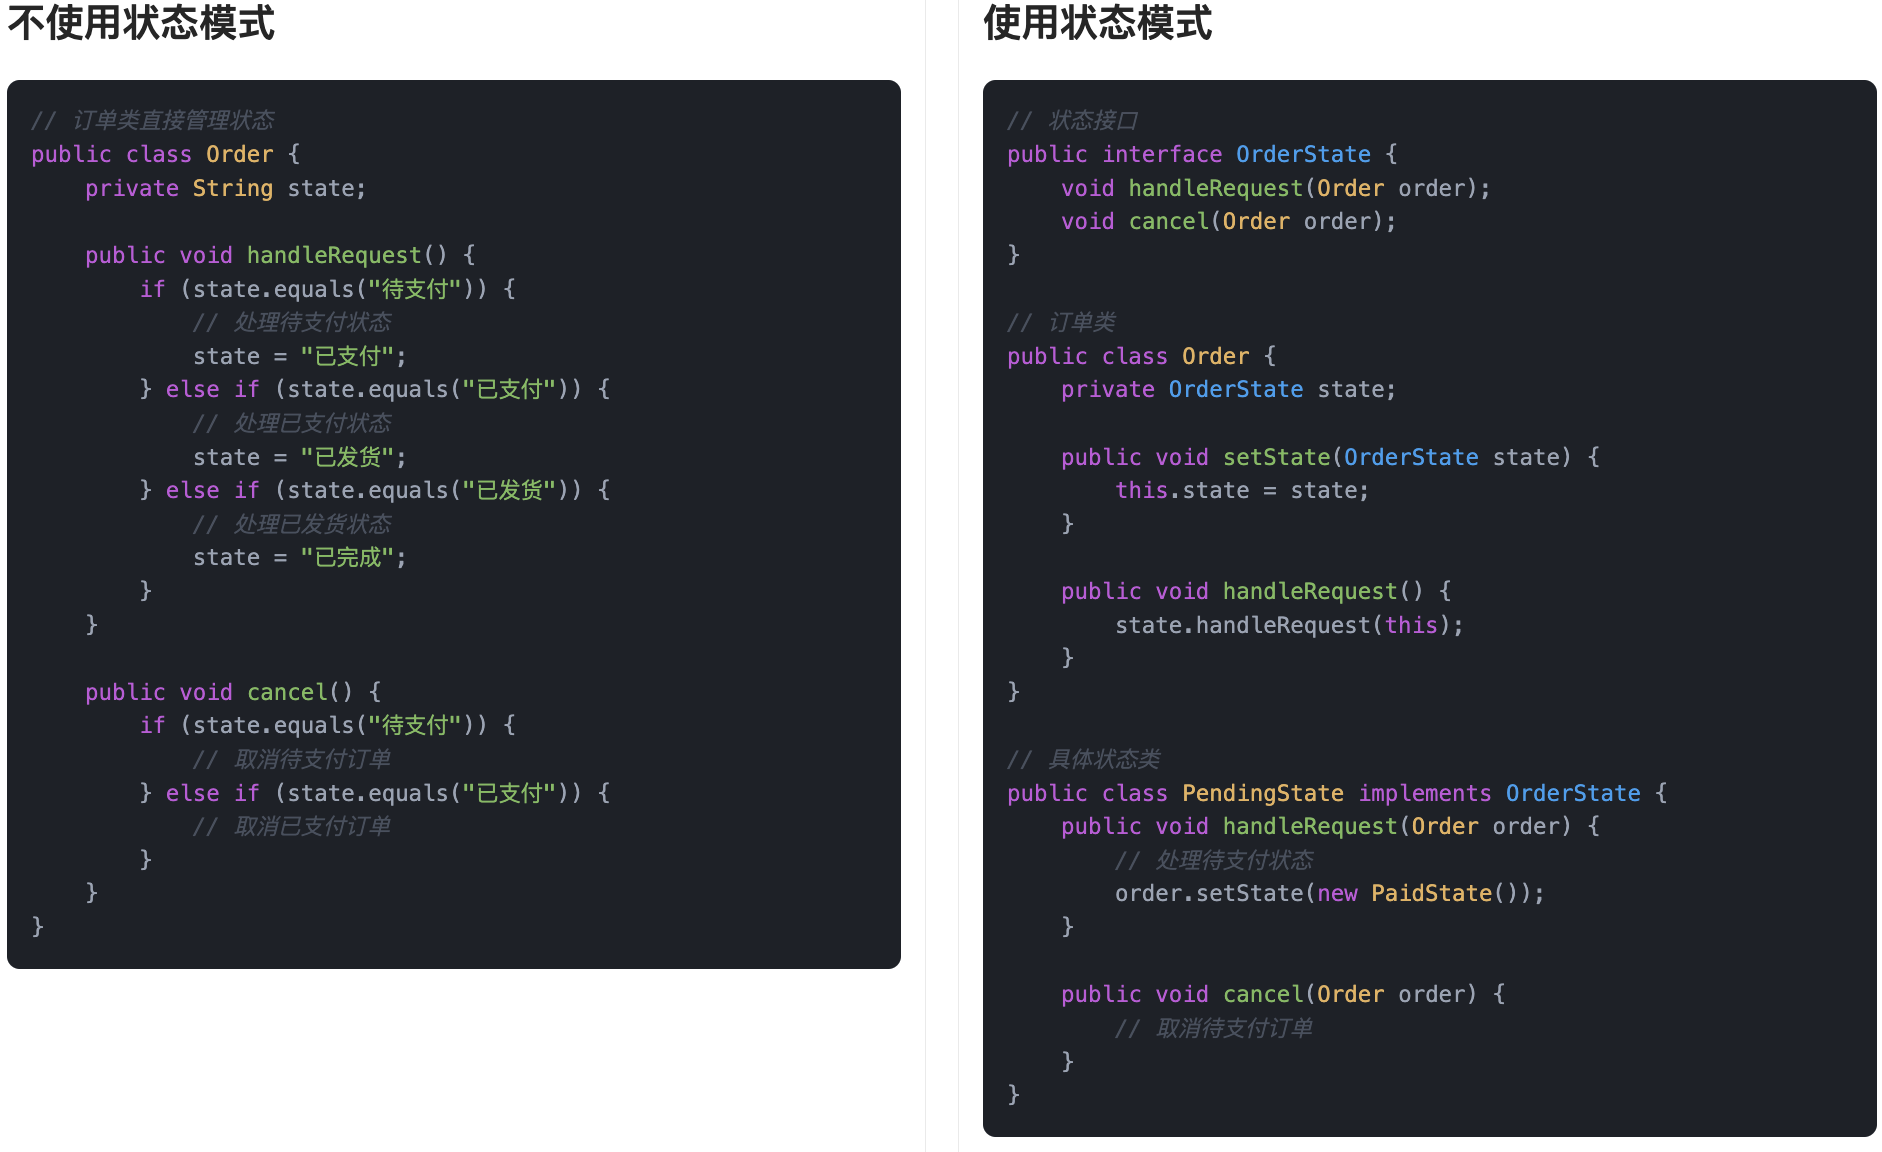 不使用状态模式
// 订单类直接管理状态
public class Order {
    private String state;

    public void handleRequest() {
        if (state.equals("待支付")) {
            // 处理待支付状态
            state = "已支付";
        } else if (state.equals("已支付")) {
            // 处理已支付状态
            state = "已发货";
        } else if (state.equals("已发货")) {
            // 处理已发货状态
            state = "已完成";
        }
    }

    public void cancel() {
        if (state.equals("待支付")) {
            // 取消待支付订单
        } else if (state.equals("已支付")) {
            // 取消已支付订单
        }
    }
}
使用状态模式
// 状态接口
public interface OrderState {
    void handleRequest(Order order);
    void cancel(Order order);
}

// 订单类
public class Order {
    private OrderState state;

    public void setState(OrderState state) {
        this.state = state;
    }

    public void handleRequest() {
        state.handleRequest(this);
    }
}

// 具体状态类
public class PendingState implements OrderState {
    public void handleRequest(Order order) {
        // 处理待支付状态
        order.setState(new PaidState());
    }

    public void cancel(Order order) {
        // 取消待支付订单
    }
}